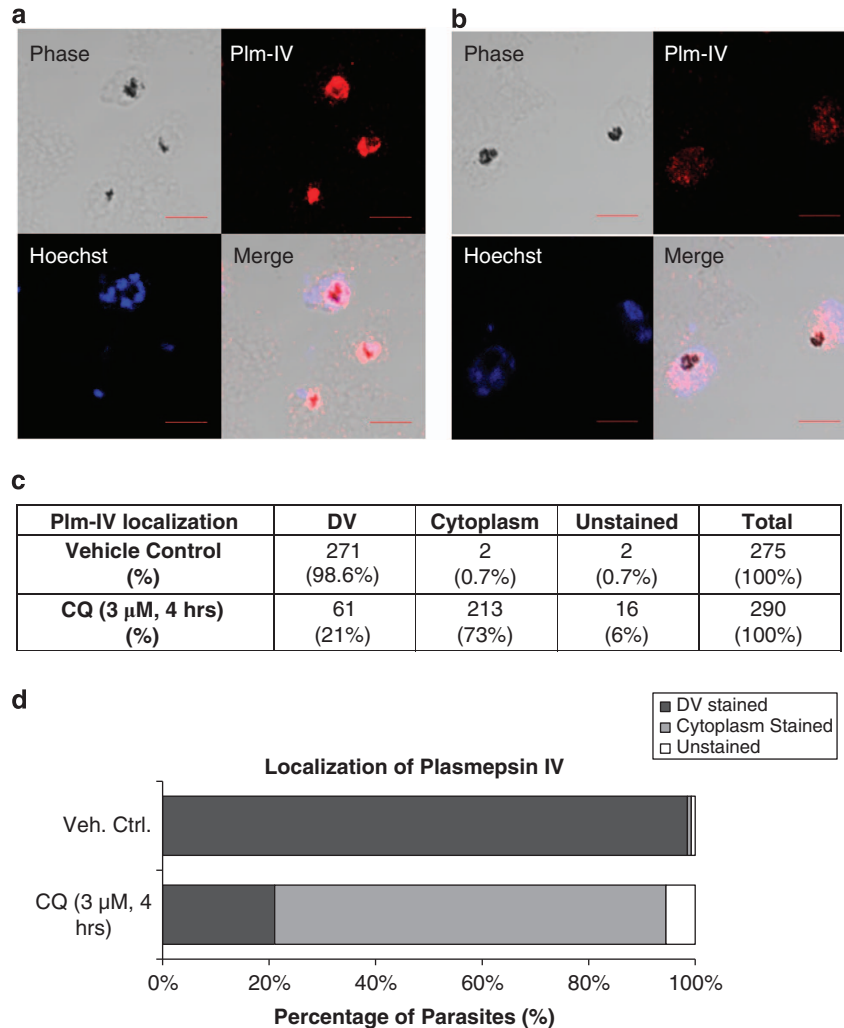 a
Phase
Plm-IV
Hoechst
Merge
b
Phase
Plm-IV
Hoechst
Merge
c
Plm-IV localization DV Cytoplasm Unstained Total
Vehicle Control 271 2 2 275
(%) (98.6%) (0.7%) (0.7%) (100%)
CQ (3 μM, 4 hrs) 61 213 16 290
(%) (21%) (73%) (6%) (100%)
d
DV stained
Cytoplasm Stained
Unstained
Localization of Plasmepsin IV
Veh. Ctrl.
CQ (3 μM, 4
hrs)
0% 20% 40% 60% 80% 100%
Percentage of Parasites (%)